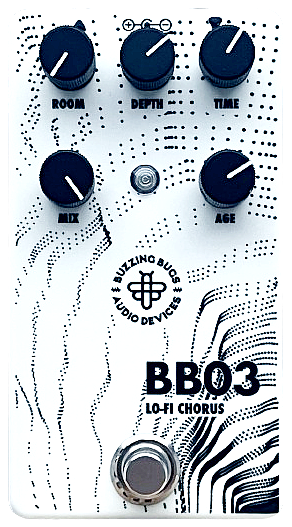 ROOM DEPTH TIME
MIX AGE
BUZZING BUGS
AUDIO DEVICES
BB03
LO-FI CHORUS